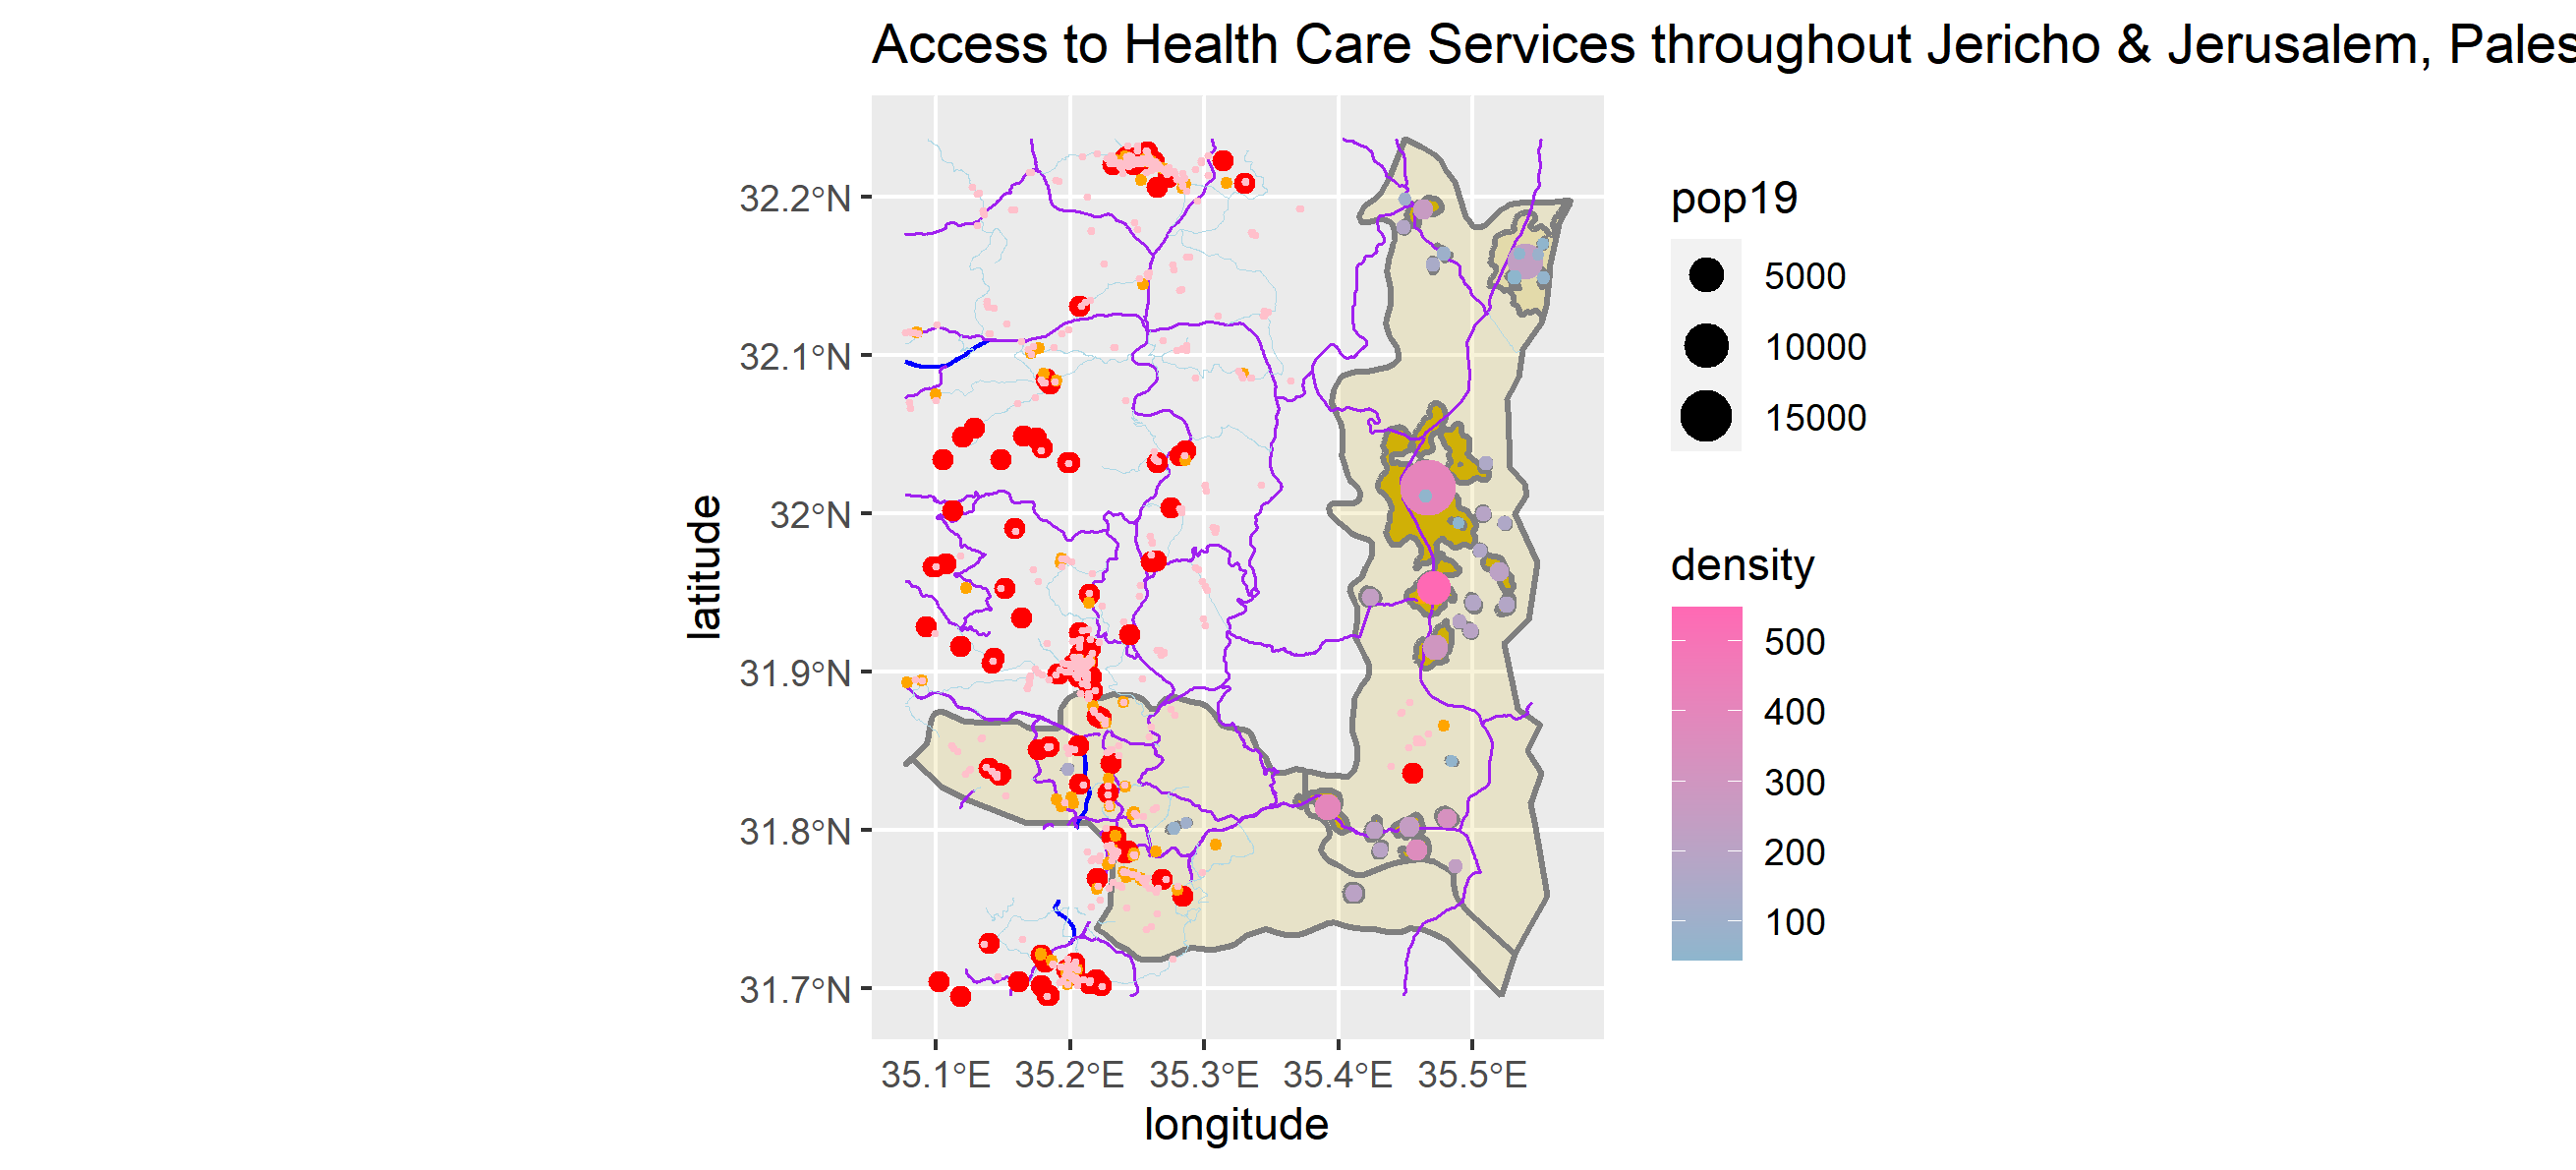 Access to Health Care Services throughout Jericho & Jerusalem, Pales
32.2°N
32.1°N
32°N
31.9°N
31.8°N
31.7°N
latitude
35.1°E 35.2°E 35.3°E 35.4°E 35.5°E
longitude
pop19
5000
10000
15000
density
500
400
300
200
100